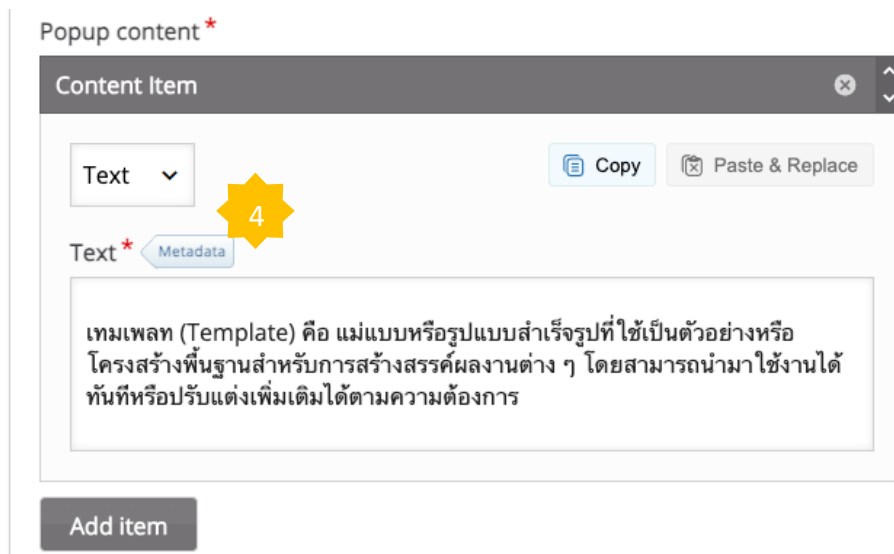 Popup content *
Content Item
Text
Copy
Paste & Replace
4
Text * Metadata
เทมเพลท (Template) คือ แม่แบบหรือรูปแบบสำเร็จรูปที่ใช้เป็นตัวอย่างหรือ
โครงสร้างพื้นฐานสำหรับการสร้างสรรค์ผลงานต่าง ๆ โดยสามารถนำมาใช้งานได้
ทันทีหรือปรับแต่งเพิ่มเติมได้ตามความต้องการ
Add item